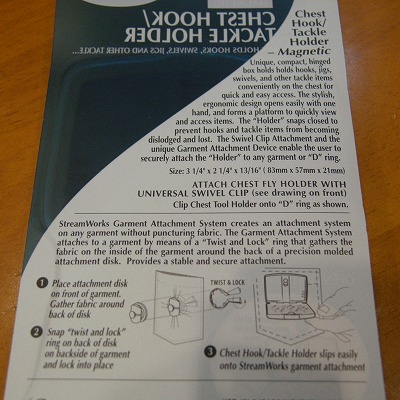 CHEST HOOK/
TACKLE HOLDER
HOLDS HOOKS, SWIVELS, JIGS AND OTHER TACKLE...
Chest
Hook/
Tackle
Holder
– Magnetic
Unique, compact, hinged
box holds holds hooks, jigs,
swivels, and other tackle items
conveniently on the chest for
quick and easy access. The stylish,
ergonomic design opens easily with one
hand, and forms a platform to quickly view
and access items. The "Holder" snaps closed to
prevent hooks and tackle items from becoming
dislodged and lost. The Swivel Clip Attachment and the
unique Garment Attachment Device enable the user to
securely attach the "Holder" to any garment or "D" ring.
Size: 3 1/4" x 2 1/4" x 13/16" ( 83mm x 57mm x 21mm)
ATTACH CHEST FLY HOLDER WITH
UNIVERSAL SWIVEL CLIP (see drawing on front)
Clip Chest Tool Holder onto "D" ring as shown.
StreamWorks Garment Attachment System creates an attachment system
on any garment without puncturing fabric. The Garment Attachment System
attaches to a garment by means of a "Twist and Lock" ring that gathers the
fabric on the inside of the garment around the back of a precision molded
attachment disk. Provides a stable and secure attachment.
1 Place attachment disk
on front of garment.
Gather fabric around
back of disk
TWIST & LOCK
2 Snap "twist and lock"
ring on back of disk
on backside of garment
and lock into place
3 Chest Hook/Tackle Holder slips easily
onto StreamWorks garment attachment